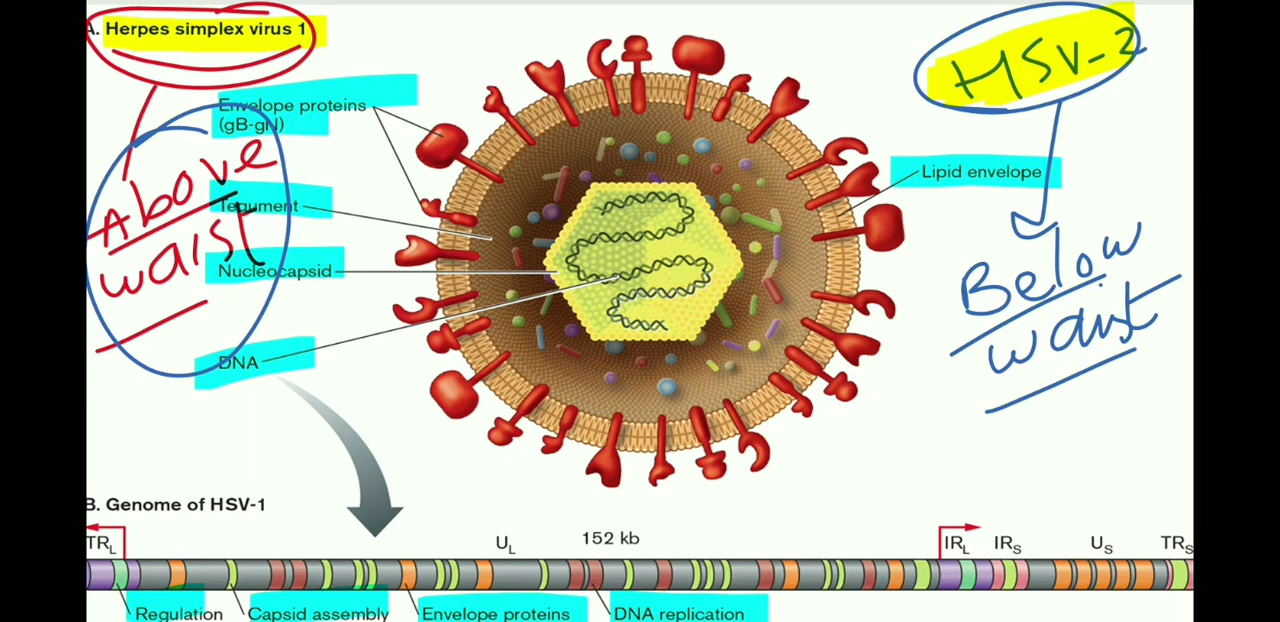 A. Herpes simplex virus 1
HSV-2
Envelope proteins
(gB-gN)
Above
waist
Tegument
Nucleocapsid
DNA
Lipid envelope
Below
waist
B. Genome of HSV-1
TRL
UL
152 kb
IRL
IRS
US
TRS
Regulation
Capsid assembly
Envelope proteins
DNA replication